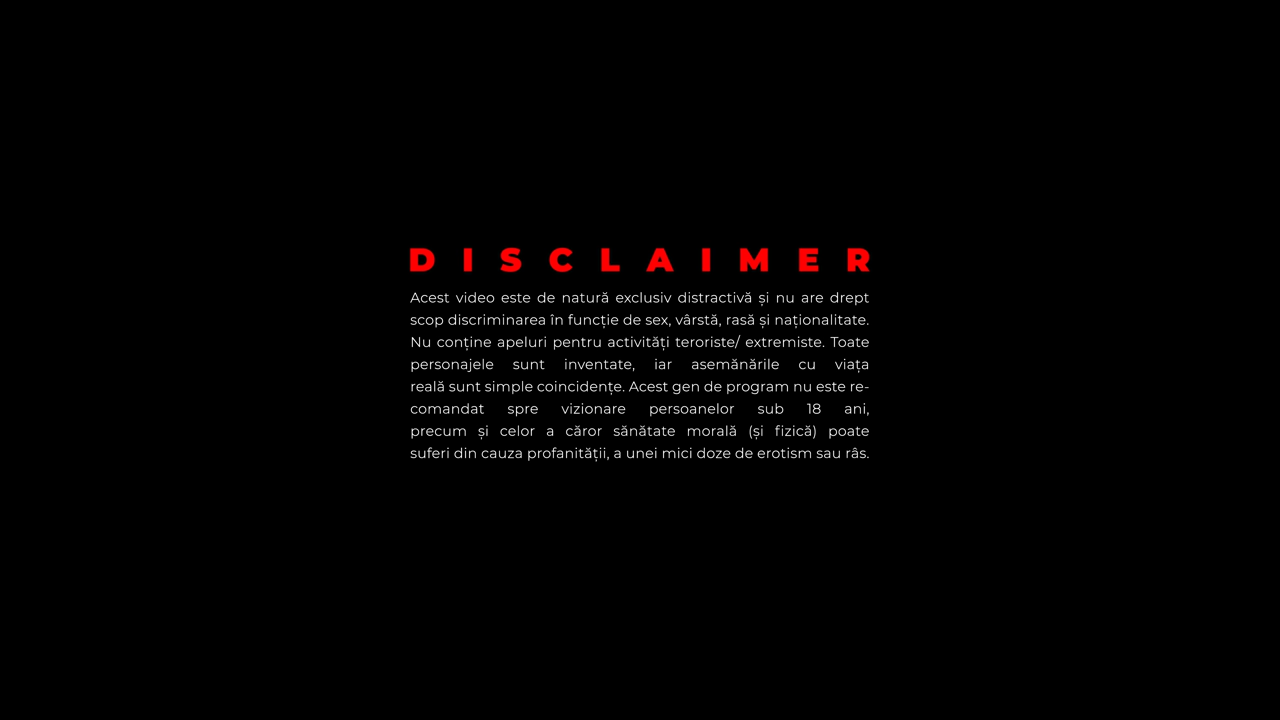 DISCLAIMER
Acest video este de natură exclusiv distractivă și nu are drept
scop discriminarea în funcție de sex, vârstă, rasă și naționalitate.
Nu conține apeluri pentru activități teroriste/ extremiste. Toate
personajele sunt inventate, iar asemănările cu viața
reală sunt simple coincidențe. Acest gen de program nu este re-
comandat spre vizionare persoanelor sub 18 ani,
precum și celor a căror sănătate morală (și fizică) poate
suferi din cauza profanității, a unei mici doze de erotism sau râs.